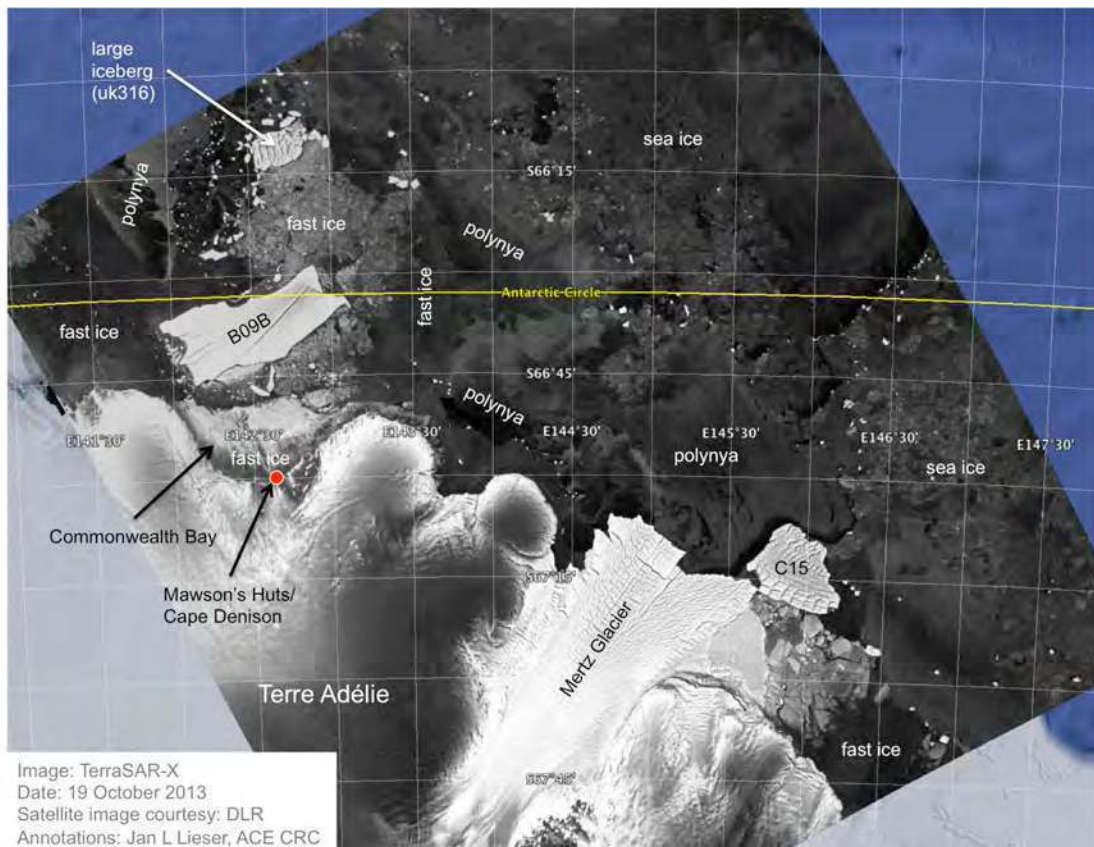 large
iceberg
(uk316)
sea ice
polynya
S66°15'
fast ice
polynya
fast ice
Antarctic Circle
fast ice
B09B
S66°45'
polynya
E141°30'
E142°30'
E143°30'
E144°30'
E145°30'
E146°30'
E147°30'
fast ice
polynya
sea ice
Commonwealth Bay
C15
S67°15'
Mawson's Huts/
Cape Denison
Mertz Glacier
Terre Adélie
fast ice
S67°45'
Image: TerraSAR-X
Date: 19 October 2013
Satellite image courtesy: DLR
Annotations: Jan L Lieser, ACE CRC